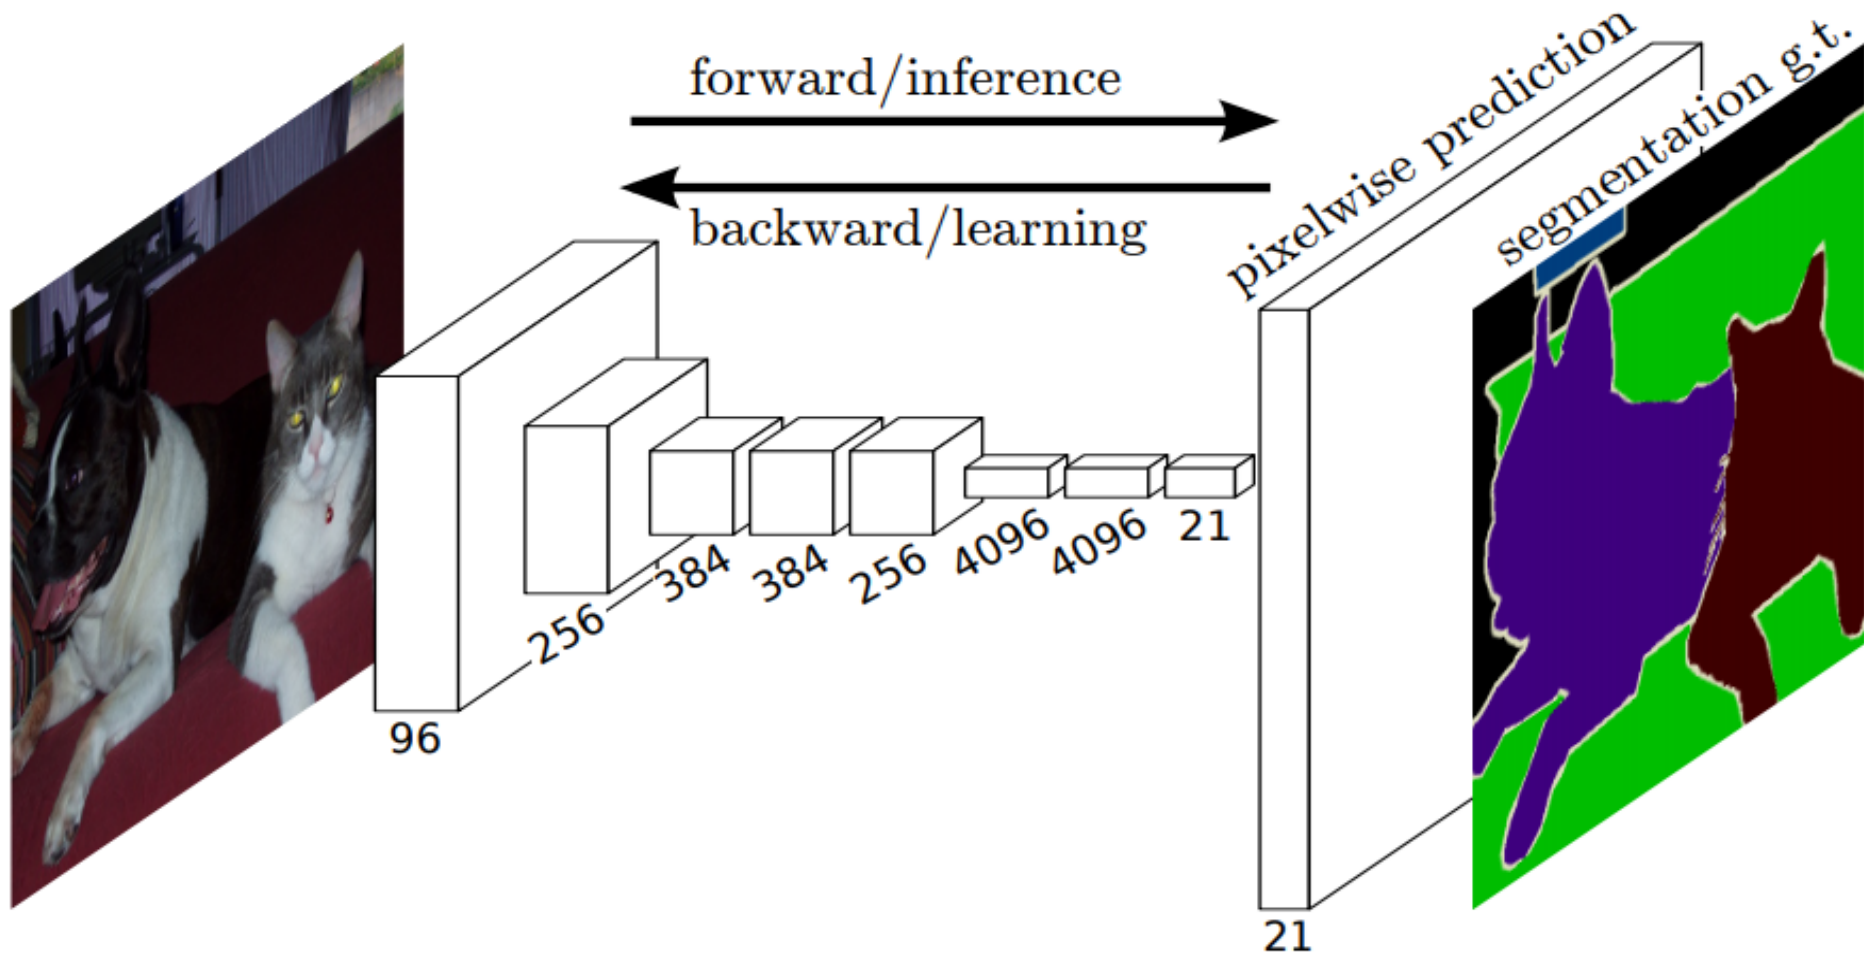 forward/inference
backward/learning
pixelwise prediction
segmentation g.t.
96
256
384
384
256
4096
4096
21
21